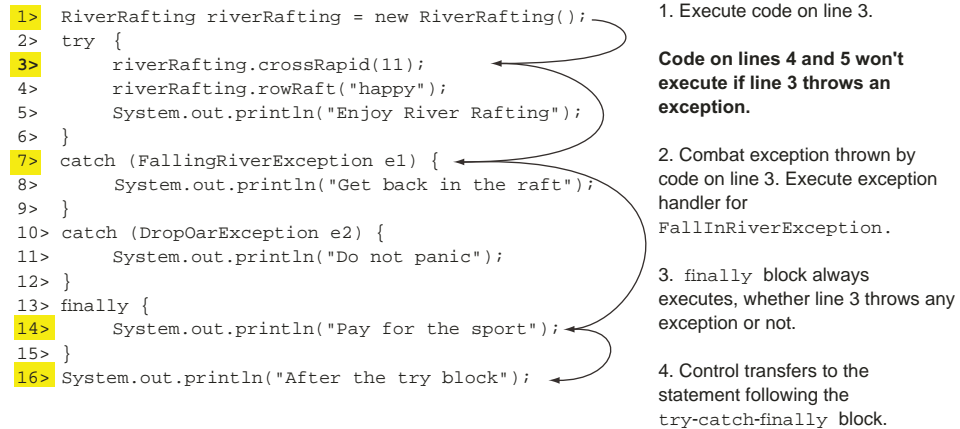 1> RiverRafting riverRafting = new RiverRafting();
2> try {
3> riverRafting.crossRapid(11);
4> riverRafting.rowRaft("happy");
5> System.out.println("Enjoy River Rafting");
6> }
7> catch (FallingRiverException e1) {
8> System.out.println("Get back in the raft");
9> }
10> catch (DropOarException e2) {
11> System.out.println("Do not panic");
12> }
13> finally {
14> System.out.println("Pay for the sport");
15> }
16> System.out.println("After the try block");
1. Execute code on line 3.
Code on lines 4 and 5 won't
execute if line 3 throws an
exception.
2. Combat exception thrown by
code on line 3. Execute exception
handler for
FallInRiverException.
3. finally block always
executes, whether line 3 throws any
exception or not.
4. Control transfers to the
statement following the
try-catch-finally block.